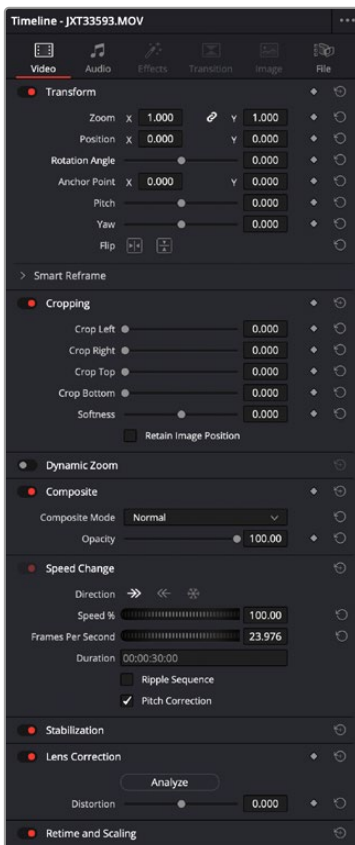 Timeline - JXT33593.MOV
Video Audio Effects Transition Image File
Transform
Zoom X 1.000 Y 1.000
Position X 0.000 Y 0.000
Rotation Angle 0.000
Anchor Point X 0.000 Y 0.000
Pitch 0.000
Yaw 0.000
Flip
Smart Reframe
Cropping
Crop Left 0.000
Crop Right 0.000
Crop Top 0.000
Crop Bottom 0.000
Softness 0.000
Retain Image Position
Dynamic Zoom
Composite
Composite Mode Normal
Opacity 100.00
Speed Change
Direction
Speed % 100.00
Frames Per Second 23.976
Duration 00:00:30:00
Ripple Sequence
Pitch Correction
Stabilization
Lens Correction
Analyze
Distortion 0.000
Retime and Scaling